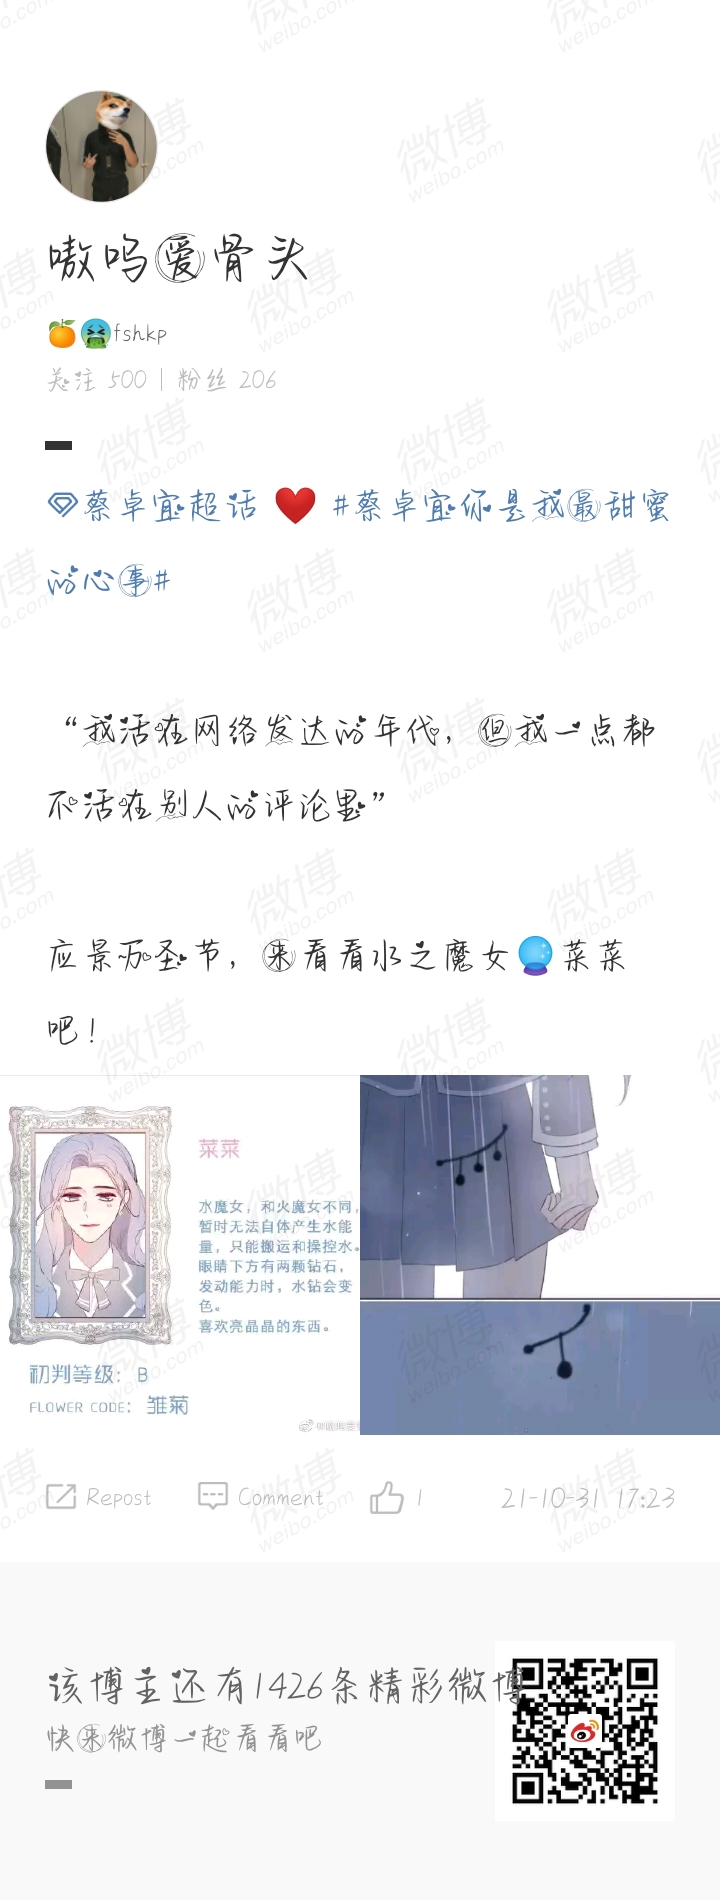 嗷呜爱骨头
🍊🤮fshkp
关注 500 | 粉丝 206
蔡卓宜超话 ❤️ #蔡卓宜你是我最甜蜜
的心事#
“我活在网络发达的年代，但我一点都
不活在别人的评论里”
应景万圣节，来看看水之魔女🔮菜菜
吧！
菜菜
水魔女，和火魔女不同，
暂时无法自体产生水能
量，只能搬运和操控水。
眼睛下方有两颗钻石，
发动能力时，水钻会变
色。
喜欢亮晶晶的东西。
初判等级：B
FLOWER CODE：雏菊
Repost
Comment
1
21-10-31 17:23
该博主还有1426条精彩微博
快来微博一起看看吧
微博
weibo.com